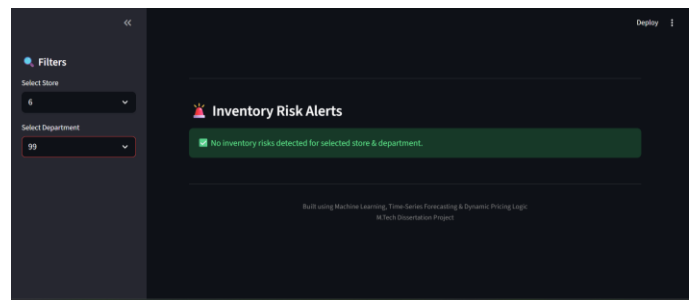 Deploy
Filters
Select Store
6
Select Department
99
Inventory Risk Alerts
No inventory risks detected for selected store & department.
Built using Machine Learning, Time-Series Forecasting & Dynamic Pricing Logic
M.Tech Dissertation Project